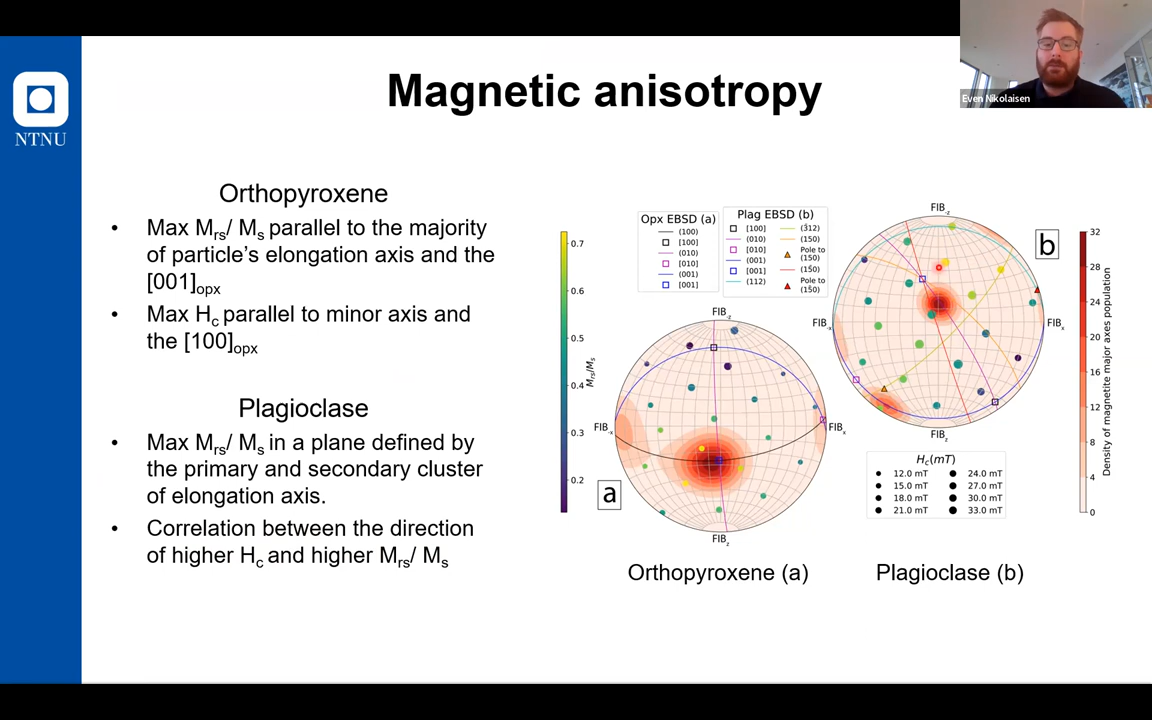 Even Nikolaisen
NTNU
Magnetic anisotropy
Orthopyroxene
• Max Mrs/ Ms parallel to the majority
of particle's elongation axis and the
[001]opx
• Max Hc parallel to minor axis and
the [100]opx
Plagioclase
• Max Mrs/ Ms in a plane defined by
the primary and secondary cluster
of elongation axis.
• Correlation between the direction
of higher Hc and higher Mrs/ Ms
Opx EBSD (a)
(100)
[100]
(010)
[010]
(001)
[001]
Plag EBSD (b)
[100]
(010)
[010]
(001)
[001]
(112)
(312)
(150)
Pole to
(150)
(150)
Pole to
(150)
0.7
0.6
0.5
0.4
0.3
0.2
Mrs/Ms
FIB-z
FIB-x
FIBx
FIBz
a
FIB-z
FIB-x
FIBx
FIBz
b
Hc(mT)
12.0 mT 24.0 mT
15.0 mT 27.0 mT
18.0 mT 30.0 mT
21.0 mT 33.0 mT
32
28
24
20
16
12
8
4
0
Density of magnetite major axes population
Orthopyroxene (a)
Plagioclase (b)